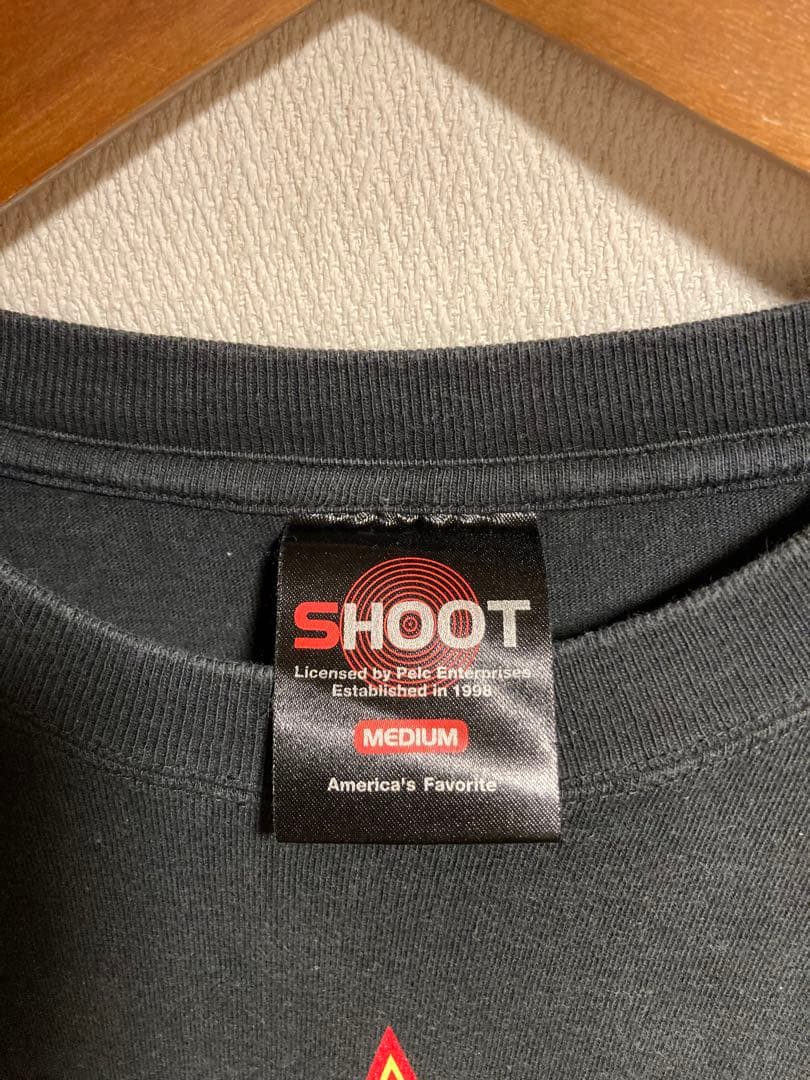 SHOOT
Licensed by Pelc Enterprises
Established in 1998
MEDIUM
America's Favorite